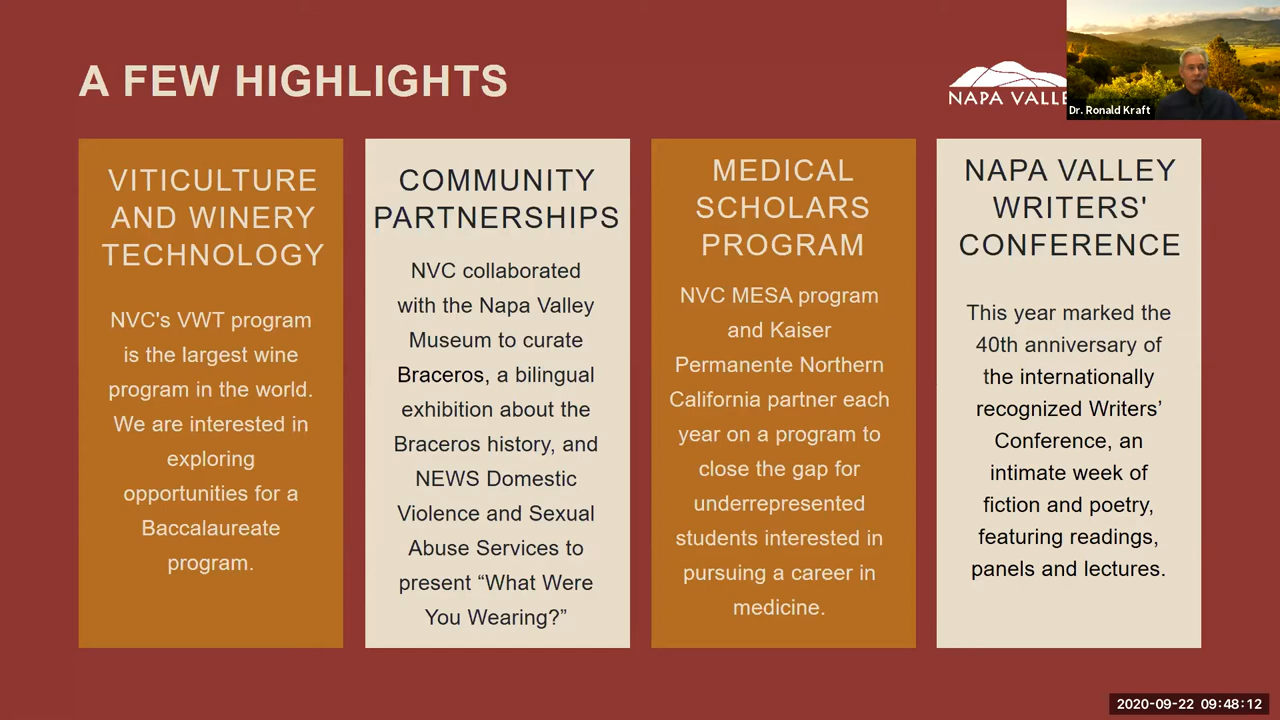 A FEW HIGHLIGHTS
NAPA VALLE
Dr. Ronald Kraft
VITICULTURE
AND WINERY
TECHNOLOGY
NVC's VWT program
is the largest wine
program in the world.
We are interested in
exploring
opportunities for a
Baccalaureate
program.
COMMUNITY
PARTNERSHIPS
NVC collaborated
with the Napa Valley
Museum to curate
Braceros, a bilingual
exhibition about the
Braceros history, and
NEWS Domestic
Violence and Sexual
Abuse Services to
present “What Were
You Wearing?”
MEDICAL
SCHOLARS
PROGRAM
NVC MESA program
and Kaiser
Permanente Northern
California partner each
year on a program to
close the gap for
underrepresented
students interested in
pursuing a career in
medicine.
NAPA VALLEY
WRITERS'
CONFERENCE
This year marked the
40th anniversary of
the internationally
recognized Writers’
Conference, an
intimate week of
fiction and poetry,
featuring readings,
panels and lectures.
2020-09-22 09:48:12